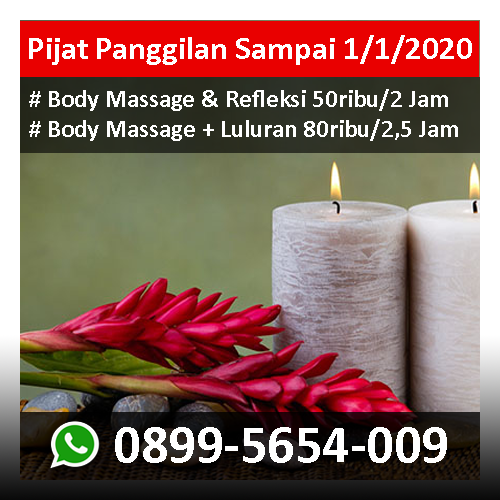 Pijat Panggilan Sampai 1/1/2020
# Body Massage & Refleksi 50ribu/2 Jam
# Body Massage + Luluran 80ribu/2,5 Jam
0899-5654-009